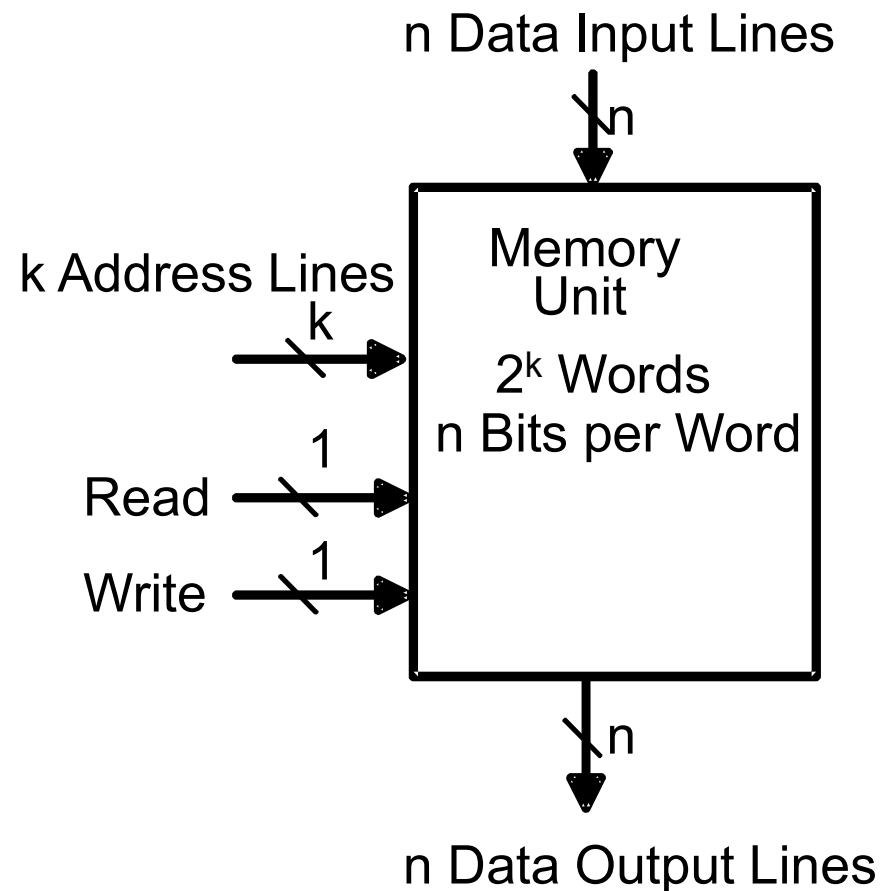 n Data Input Lines
n
Memory
Unit
k Address Lines
k
2ᵏ Words
n Bits per Word
1
Read
1
Write
n
n Data Output Lines